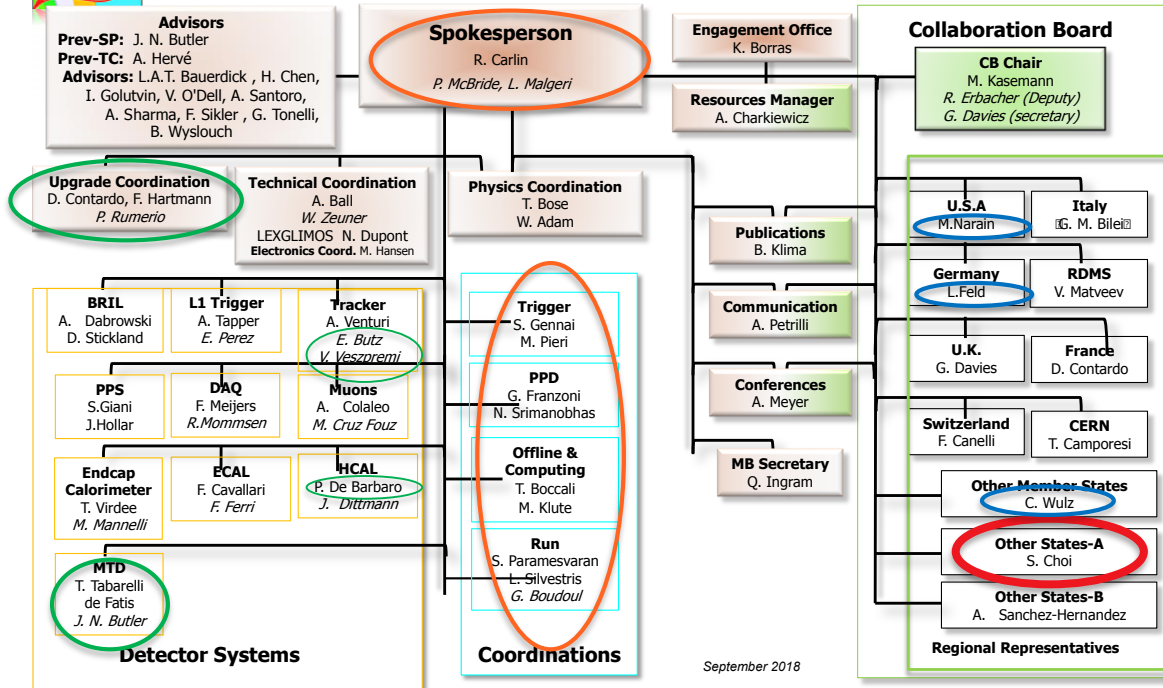 Advisors
Prev-SP: J. N. Butler
Prev-TC: A. Hervé
Advisors: L.A.T. Bauerdick , H. Chen,
I. Golutvin, V. O'Dell, A. Santoro,
A. Sharma, F. Sikler , G. Tonelli,
B. Wyslouch
Spokesperson
R. Carlin
P. McBride, L. Malgeri
Engagement Office
K. Borras
Resources Manager
A. Charkiewicz
Collaboration Board
CB Chair
M. Kasemann
R. Erbacher (Deputy)
G. Davies (secretary)
Upgrade Coordination
D. Contardo, F. Hartmann
P. Rumerio
Technical Coordination
A. Ball
W. Zeuner
LEXGLIMOS N. Dupont
Electronics Coord. M. Hansen
Physics Coordination
T. Bose
W. Adam
Publications
B. Klima
Communication
A. Petrilli
Conferences
A. Meyer
MB Secretary
Q. Ingram
U.S.A
M.Narain
Italy
G. M. Bilei
Germany
L.Feld
RDMS
V. Matveev
U.K.
G. Davies
France
D. Contardo
Switzerland
F. Canelli
CERN
T. Camporesi
Other Member States
C. Wulz
Other States-A
S. Choi
Other States-B
A. Sanchez-Hernandez
Regional Representatives
BRIL
A. Dabrowski
D. Stickland
L1 Trigger
A. Tapper
E. Perez
Tracker
A. Venturi
E. Butz
V. Veszpremi
PPS
S.Giani
J.Hollar
DAQ
F. Meijers
R.Mommsen
Muons
A. Colaleo
M. Cruz Fouz
Endcap
Calorimeter
T. Virdee
M. Mannelli
ECAL
F. Cavallari
F. Ferri
HCAL
P. De Barbaro
J. Dittmann
MTD
T. Tabarelli
de Fatis
J. N. Butler
Detector Systems
Trigger
S. Gennai
M. Pieri
PPD
G. Franzoni
N. Srimanobhas
Offline &
Computing
T. Boccali
M. Klute
Run
S. Paramesvaran
L. Silvestris
G. Boudoul
Coordinations
September 2018